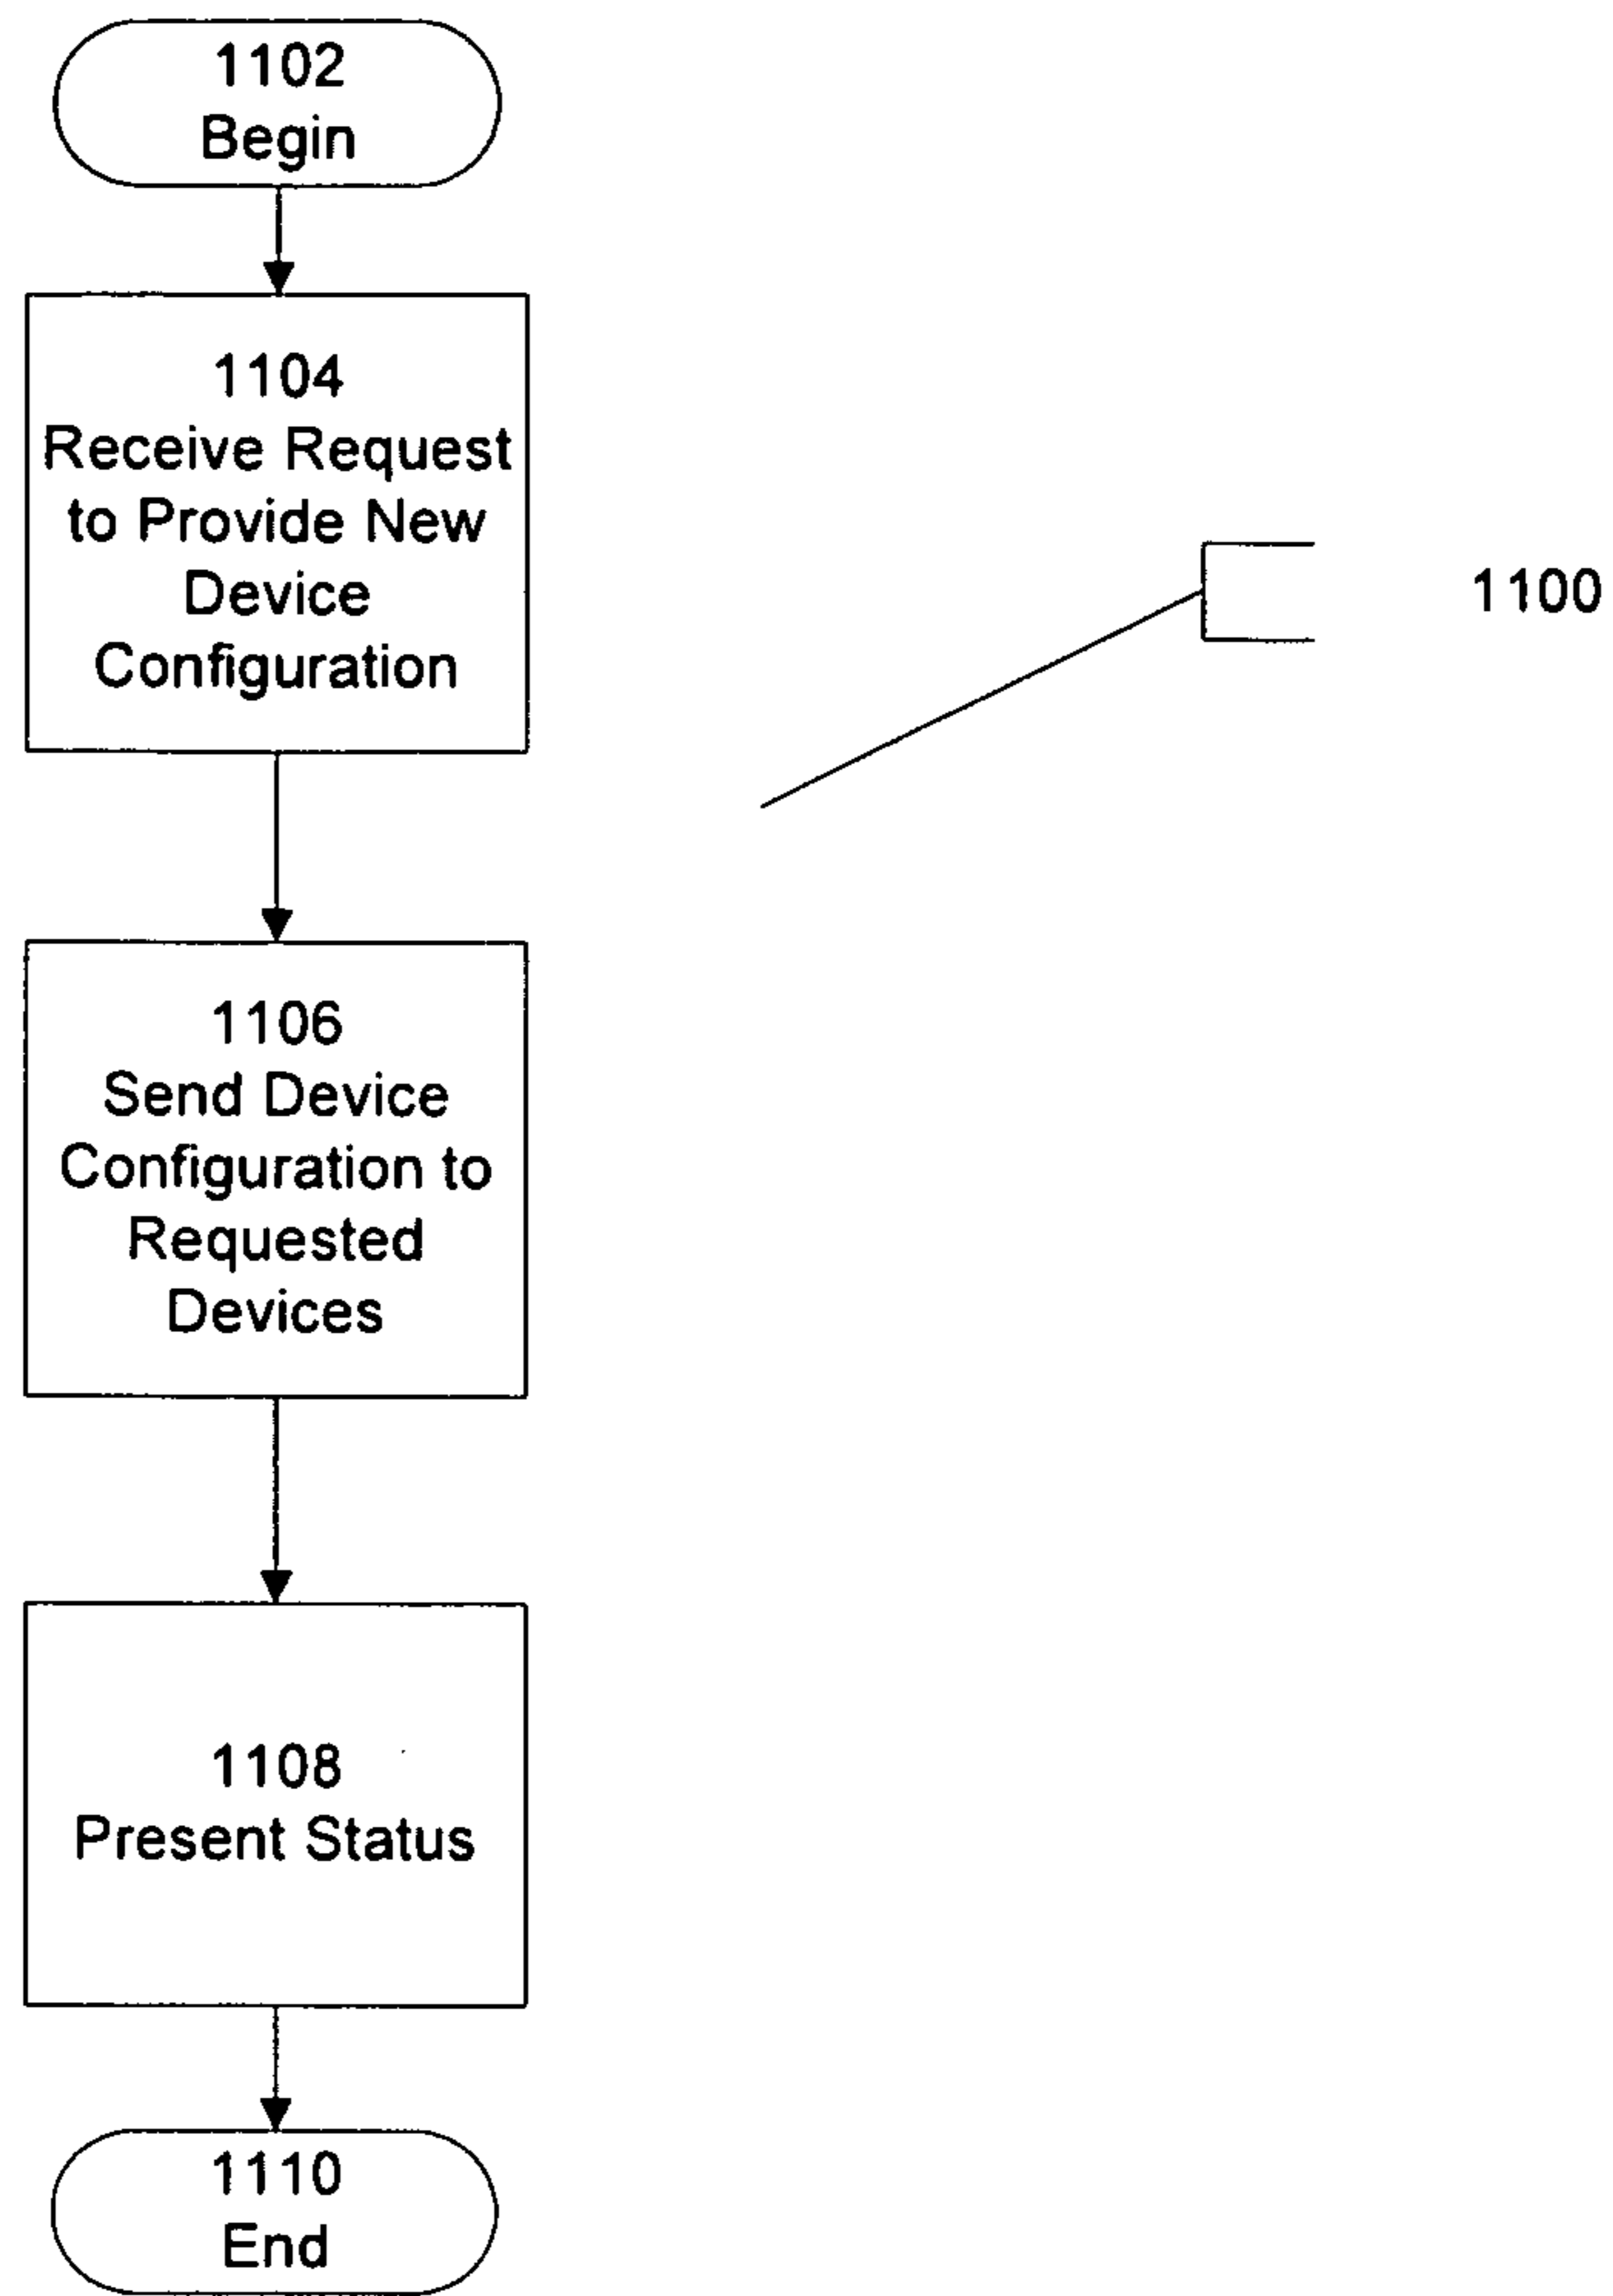 1102
Begin
1104
Receive Request
to Provide New
Device
Configuration
1100
1106
Send Device
Configuration to
Requested
Devices
1108
Present Status
1110
End